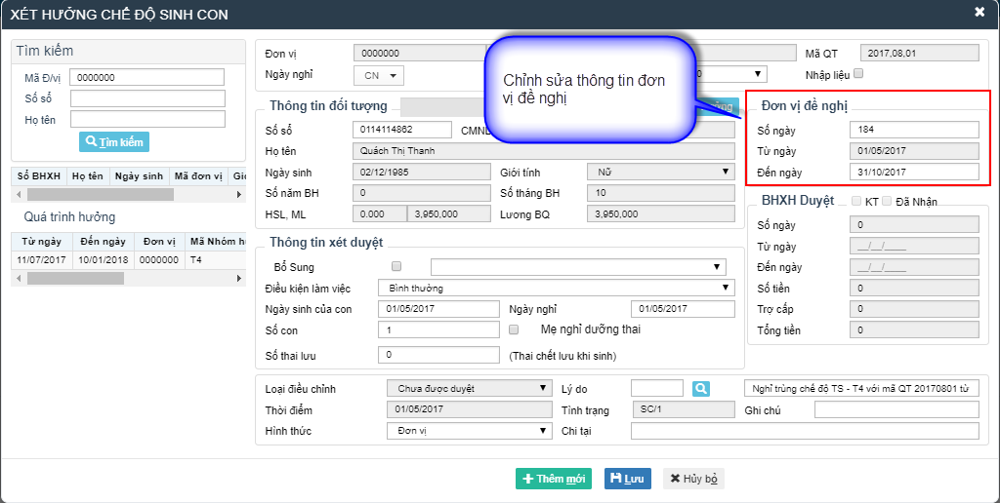 XÉT HƯỞNG CHẾ ĐỘ SINH CON
Tìm kiếm
Mã Đ/vị 0000000
Số sổ
Họ tên
Tìm kiếm
Số BHXH Họ tên Ngày sinh Mã đơn vị
Quá trình hưởng
Từ ngày Đến ngày Đơn vị Mã Nhóm
11/07/2017 10/01/2018 0000000 T4
Đơn vị 0000000 Mã QT 2017,08,01
Ngày nghỉ CN Nhập liệu
Chỉnh sửa thông tin đơn
vị đề nghị
Thông tin đối tượng
Số sổ 0114114862
Họ tên Quách Thị Thanh
Ngày sinh 02/12/1985 Giới tính Nữ
Số năm BH 0 Số tháng BH 10
HSL, ML 0.000 3,950,000 Lương BQ 3,950,000
Đơn vị đề nghị
Số ngày 184
Từ ngày 01/05/2017
Đến ngày 31/10/2017
Thông tin xét duyệt
Bổ Sung
Điều kiện làm việc Bình thường
Ngày sinh của con 01/05/2017 Ngày nghỉ 01/05/2017
Số con 1 Mẹ nghỉ dưỡng thai
Số thai lưu 0 (Thai chết lưu khi sinh)
BHXH Duyệt KT Đã Nhận
Số ngày 0
Từ ngày __/__/____
Đến ngày __/__/____
Số tiền 0
Trợ cấp 0
Tổng tiền 0
Loại điều chỉnh Chưa được duyệt Lý do Nghỉ trùng chế độ TS - T4 với mã QT 20170801 từ
Thời điểm 01/05/2017 Tình trạng SC/1 Ghi chú
Hình thức Đơn vị Chi tại
Thêm mới Lưu Hủy bỏ